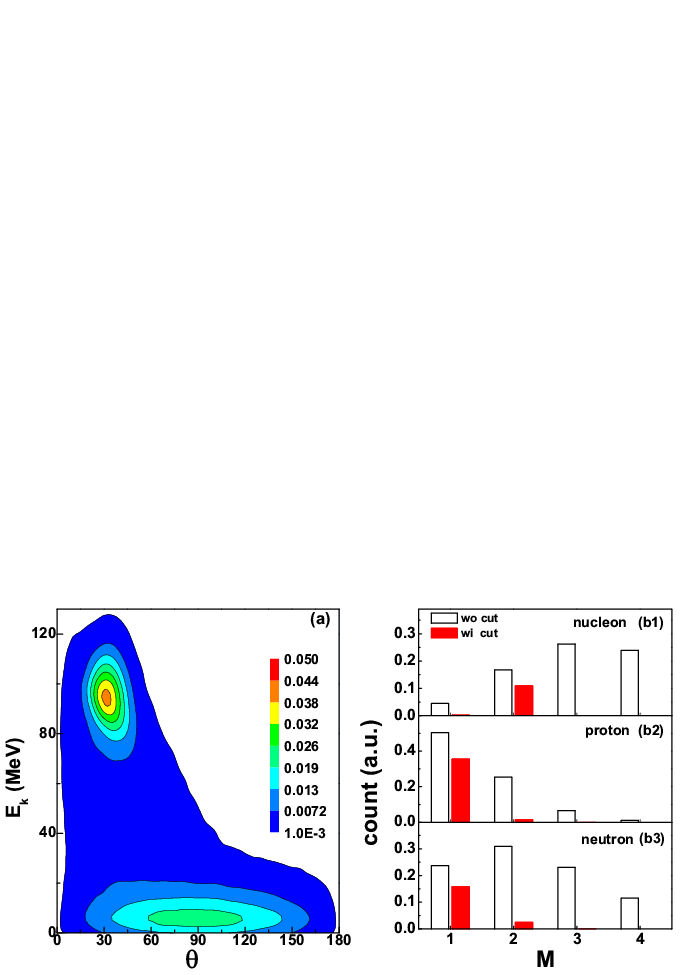 (a)
120
80
40
0
0 30 60 90 120 150 180
E_k (MeV)
θ
0.050
0.044
0.038
0.032
0.026
0.019
0.013
0.0072
1.0E-3
wo cut
wi cut
nucleon (b1)
0.3
0.2
0.1
0.0
proton (b2)
0.4
0.2
0.0
neutron (b3)
0.3
0.2
0.1
0.0
1 2 3 4
count (a.u.)
M